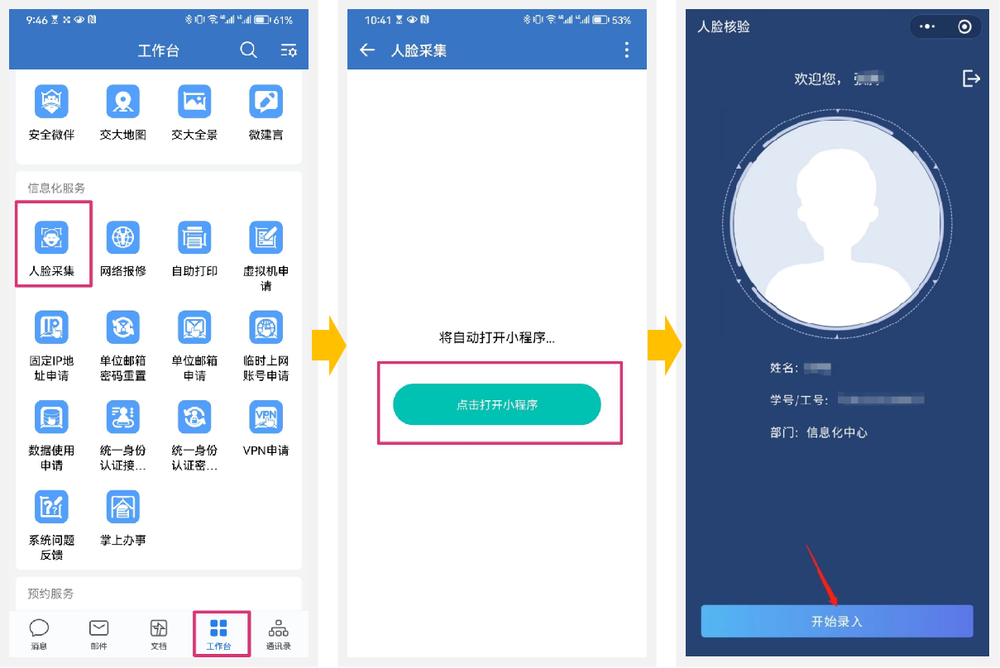 9:46
61%
工作台
安全微伴
交大地图
交大全景
微建言
信息化服务
人脸采集
网络报修
自助打印
虚拟机申
请
固定IP地
址申请
单位邮箱
密码重置
单位邮箱
申请
临时上网
账号申请
数据使用
申请
统一身份
认证接...
统一身份
认证密...
VPN申请
系统问题
反馈
掌上办事
预约服务
消息
邮件
文档
工作台
通讯录
10:41
53%
人脸采集
将自动打开小程序...
点击打开小程序
人脸核验
欢迎您，
姓名:
学号/工号:
部门: 信息化中心
开始录入